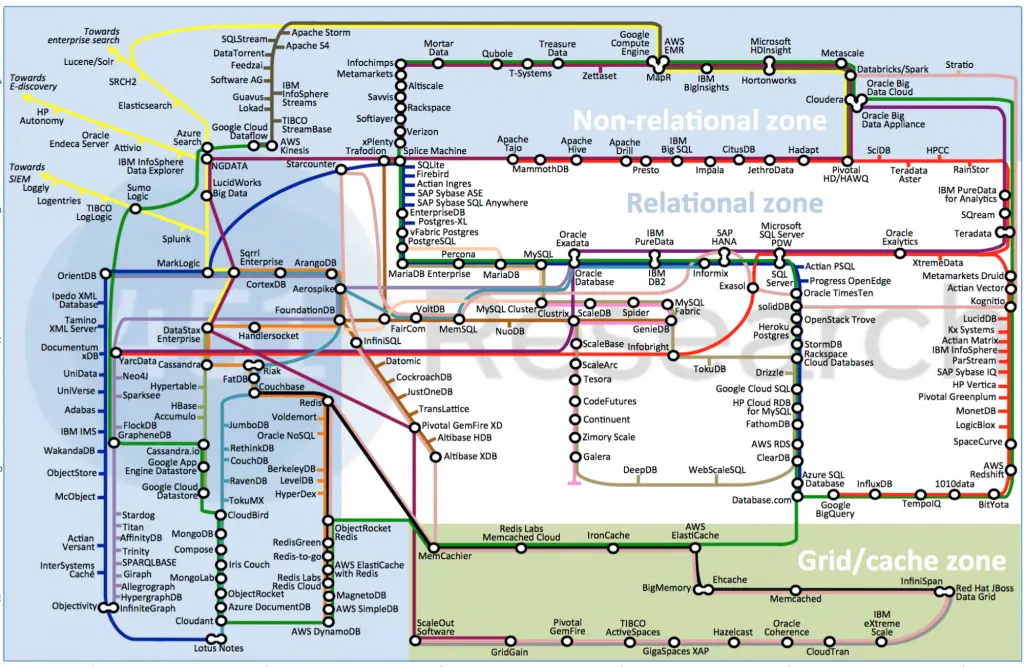 Towards
enterprise search
Lucene/Solr
SRCH2
Towards
E-discovery
Elasticsearch
HP
Autonomy
Oracle
Endeca Server
Attivio
Azure
Search
IBM InfoSphere
Data Explorer
NGDATA
Towards
SIEM
Loggly
Logentries
Sumo
Logic
TIBCO
LogLogic
LucidWorks
Big Data
Splunk
SQLStream
DataTorrent
Feedzai
Software AG
Guavus
Lokad
Google Cloud
Dataflow
Apache Storm
Apache S4
IBM
InfoSphere
Streams
TIBCO
StreamBase
AWS
Kinesis
Infochimps
Metamarkets
Altiscale
Savvis
Rackspace
Softlayer
Verizon
xPlenty
Trafodion
Splice Machine
Starcounter
Mortar
Data
Qubole
T-Systems
Treasure
Data
Zettaset
Google
Compute
Engine
AWS
EMR
MapR
IBM
BigInsights
Microsoft
HDInsight
Hortonworks
Metascale
Databricks/Spark
Stratio
Cloudera
Oracle Big
Data Cloud
Oracle Big
Data Appliance
Non-relational zone
Apache
Tajo
MammothDB
Apache
Hive
Apache
Drill
Presto
IBM
Big SQL
Impala
CitusDB
JethroData
Hadapt
Pivotal
HD/HAWQ
SciDB
Teradata
Aster
HPCC
RainStor
Relational zone
SQLite
Firebird
Actian Ingres
SAP Sybase ASE
SAP Sybase SQL Anywhere
EnterpriseDB
Postgres-XL
vFabric Postgres
PostgreSQL
IBM PureData
for Analytics
SQream
Teradata
MarkLogic
Sqrrl
Enterprise
CortexDB
ArangoDB
OrientDB
Aerospike
MariaDB Enterprise
Percona
MariaDB
MySQL
Oracle
Exadata
Oracle
Database
IBM
PureData
IBM
DB2
SAP
HANA
Informix
Microsoft
SQL Server
PDW
SQL
Server
Exasol
Oracle
Exalytics
XtremeData
Actian PSQL
Progress OpenEdge
Oracle TimesTen
Metamarkets Druid
Actian Vector
Kognitio
Ipedo XML
Database
Tamino
XML Server
Documentum
xDB
FoundationDB
DataStax
Enterprise
Handlersocket
FairCom
VoltDB
MemSQL
MySQL Cluster
NuoDB
Clustrix
ScaleDB
Spider
MySQL
Fabric
GenieDB
solidDB
OpenStack Trove
Heroku
Postgres
StormDB
Rackspace
Cloud Databases
LucidDB
Kx Systems
Actian Matrix
IBM InfoSphere
ParStream
SAP Sybase IQ
HP Vertica
Pivotal Greenplum
MonetDB
LogicBlox
SpaceCurve
AWS
Redshift
InfiniSQL
ScaleBase
Infobright
TokuDB
Drizzle
ScaleArc
Tesora
CodeFutures
Continuent
Zimory Scale
Galera
Google Cloud SQL
HP Cloud RDB
for MySQL
FathomDB
AWS RDS
ClearDB
DeepDB
WebScaleSQL
Azure SQL
Database
Database.com
Google
BigQuery
InfluxDB
TempoIQ
1010data
BitYota
YarcData
Neo4J
Sparksee
UniData
UniVerse
Adabas
FlockDB
GrapheneDB
IBM IMS
WakandaDB
ObjectStore
McObject
Cassandra
Hypertable
HBase
Accumulo
Riak
FatDB
Couchbase
Cassandra.io
Google App
Engine Datastore
Google Cloud
Datastore
Redis
Voldemort
Oracle NoSQL
BerkeleyDB
LevelDB
HyperDex
JumboDB
RethinkDB
CouchDB
RavenDB
TokuMX
CloudBird
Datomic
CockroachDB
JustOneDB
TransLattice
Pivotal GemFire XD
Altibase HDB
Altibase XDB
Stardog
Titan
AffinityDB
Trinity
SPARQLBASE
Giraph
Allegrograph
HypergraphDB
InfiniteGraph
Actian
Versant
InterSystems
Caché
Objectivity
MongoDB
Compose
Iris Couch
MongoLab
ObjectRocket
Azure DocumentDB
Cloudant
Lotus Notes
ObjectRocket
Redis
RedisGreen
Redis-to-go
AWS ElastiCache
with Redis
Redis Labs
Redis Cloud
MagnetoDB
AWS SimpleDB
AWS DynamoDB
MemCachier
Redis Labs
Memcached Cloud
IronCache
AWS
ElastiCache
Grid/cache zone
BigMemory
Ehcache
Memcached
InfiniSpan
Red Hat JBoss
Data Grid
ScaleOut
Software
GridGain
Pivotal
GemFire
TIBCO
ActiveSpaces
GigaSpaces XAP
Hazelcast
Oracle
Coherence
CloudTran
IBM
eXtreme
Scale
Research